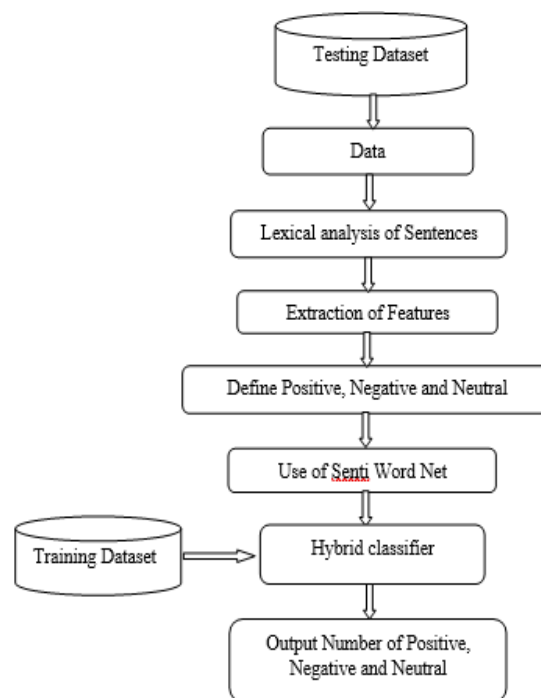 Testing Dataset
Data
Lexical analysis of Sentences
Extraction of Features
Define Positive, Negative and Neutral
Use of Senti Word Net
Training Dataset
Hybrid classifier
Output Number of Positive,
Negative and Neutral